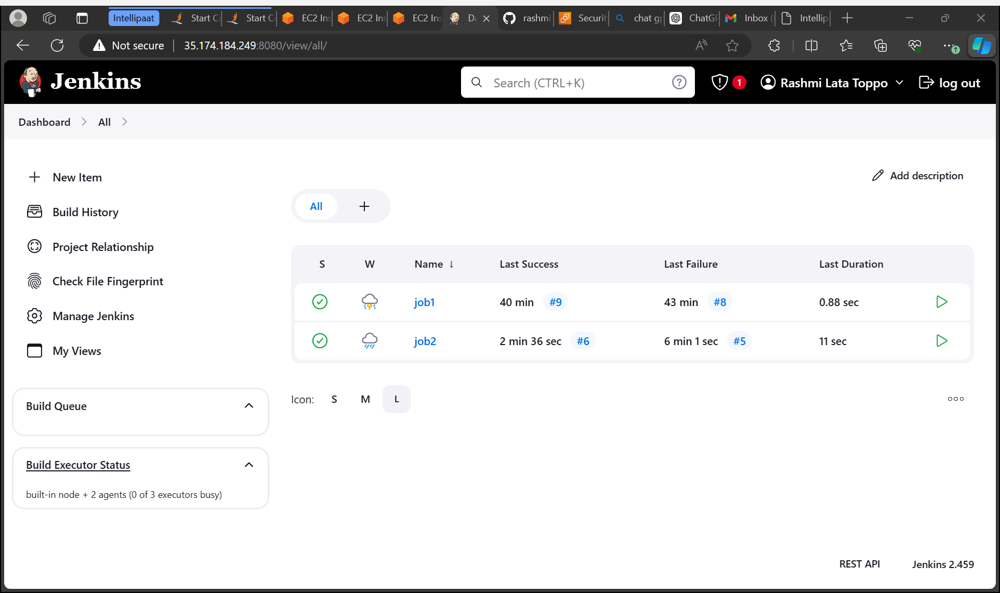 Intellipaat
Start C
Start C
EC2 Ins
EC2 Ins
EC2 Ins
Da
rashmi
Securit
chat gp
ChatGP
Inbox (
Intellip
Not secure
35.174.184.249:8080/view/all/
Jenkins
Search (CTRL+K)
1
Rashmi Lata Toppo
log out
Dashboard
All
New Item
Build History
Project Relationship
Check File Fingerprint
Manage Jenkins
My Views
Build Queue
Build Executor Status
built-in node + 2 agents (0 of 3 executors busy)
Add description
All +
S W Name ↓ Last Success Last Failure Last Duration
job1 40 min #9 43 min #8 0.88 sec
job2 2 min 36 sec #6 6 min 1 sec #5 11 sec
Icon: S M L
REST API Jenkins 2.459